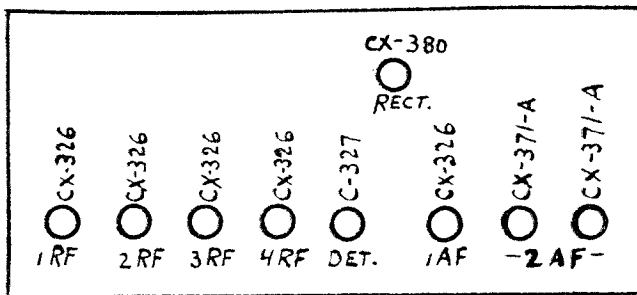 CX-380
RECT.
CX-326
CX-326
CX-326
CX-326
C-327
CX-326
CX-371-A
CX-371-A
1RF
2RF
3RF
4RF
DET.
1AF
-2AF-